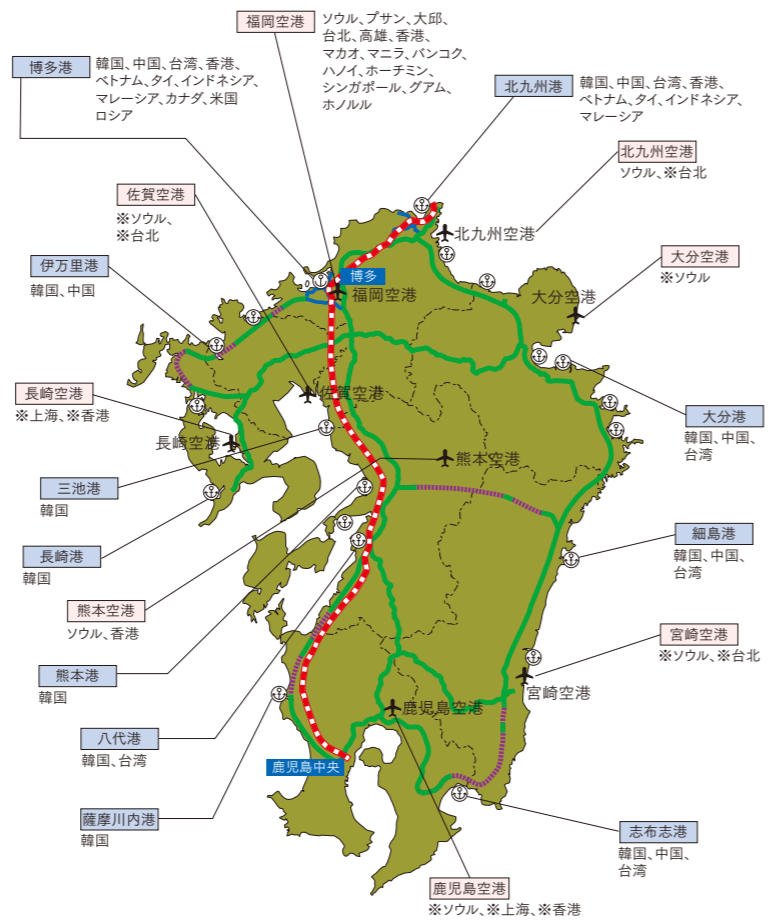 福岡空港
ソウル、プサン、大邱、
台北、高雄、香港、
マカオ、マニラ、バンコク、
ハノイ、ホーチミン、
シンガポール、グアム、
ホノルル
博多港
韓国、中国、台湾、香港、
ベトナム、タイ、インドネシア、
マレーシア、カナダ、米国
ロシア
北九州港
韓国、中国、台湾、香港、
ベトナム、タイ、インドネシア、
マレーシア
北九州空港
ソウル、※台北
佐賀空港
※ソウル、
※台北
北九州空港
伊万里港
韓国、中国
大分空港
※ソウル
博多
福岡空港
大分空港
長崎空港
※上海、※香港
佐賀空港
長崎空港
大分港
韓国、中国、
台湾
熊本空港
三池港
韓国
長崎港
韓国
細島港
韓国、中国、
台湾
熊本空港
ソウル、香港
宮崎空港
※ソウル、※台北
熊本港
韓国
宮崎空港
鹿児島空港
八代港
韓国、台湾
鹿児島中央
薩摩川内港
韓国
志布志港
韓国、中国、
台湾
鹿児島空港
※ソウル、※上海、※香港